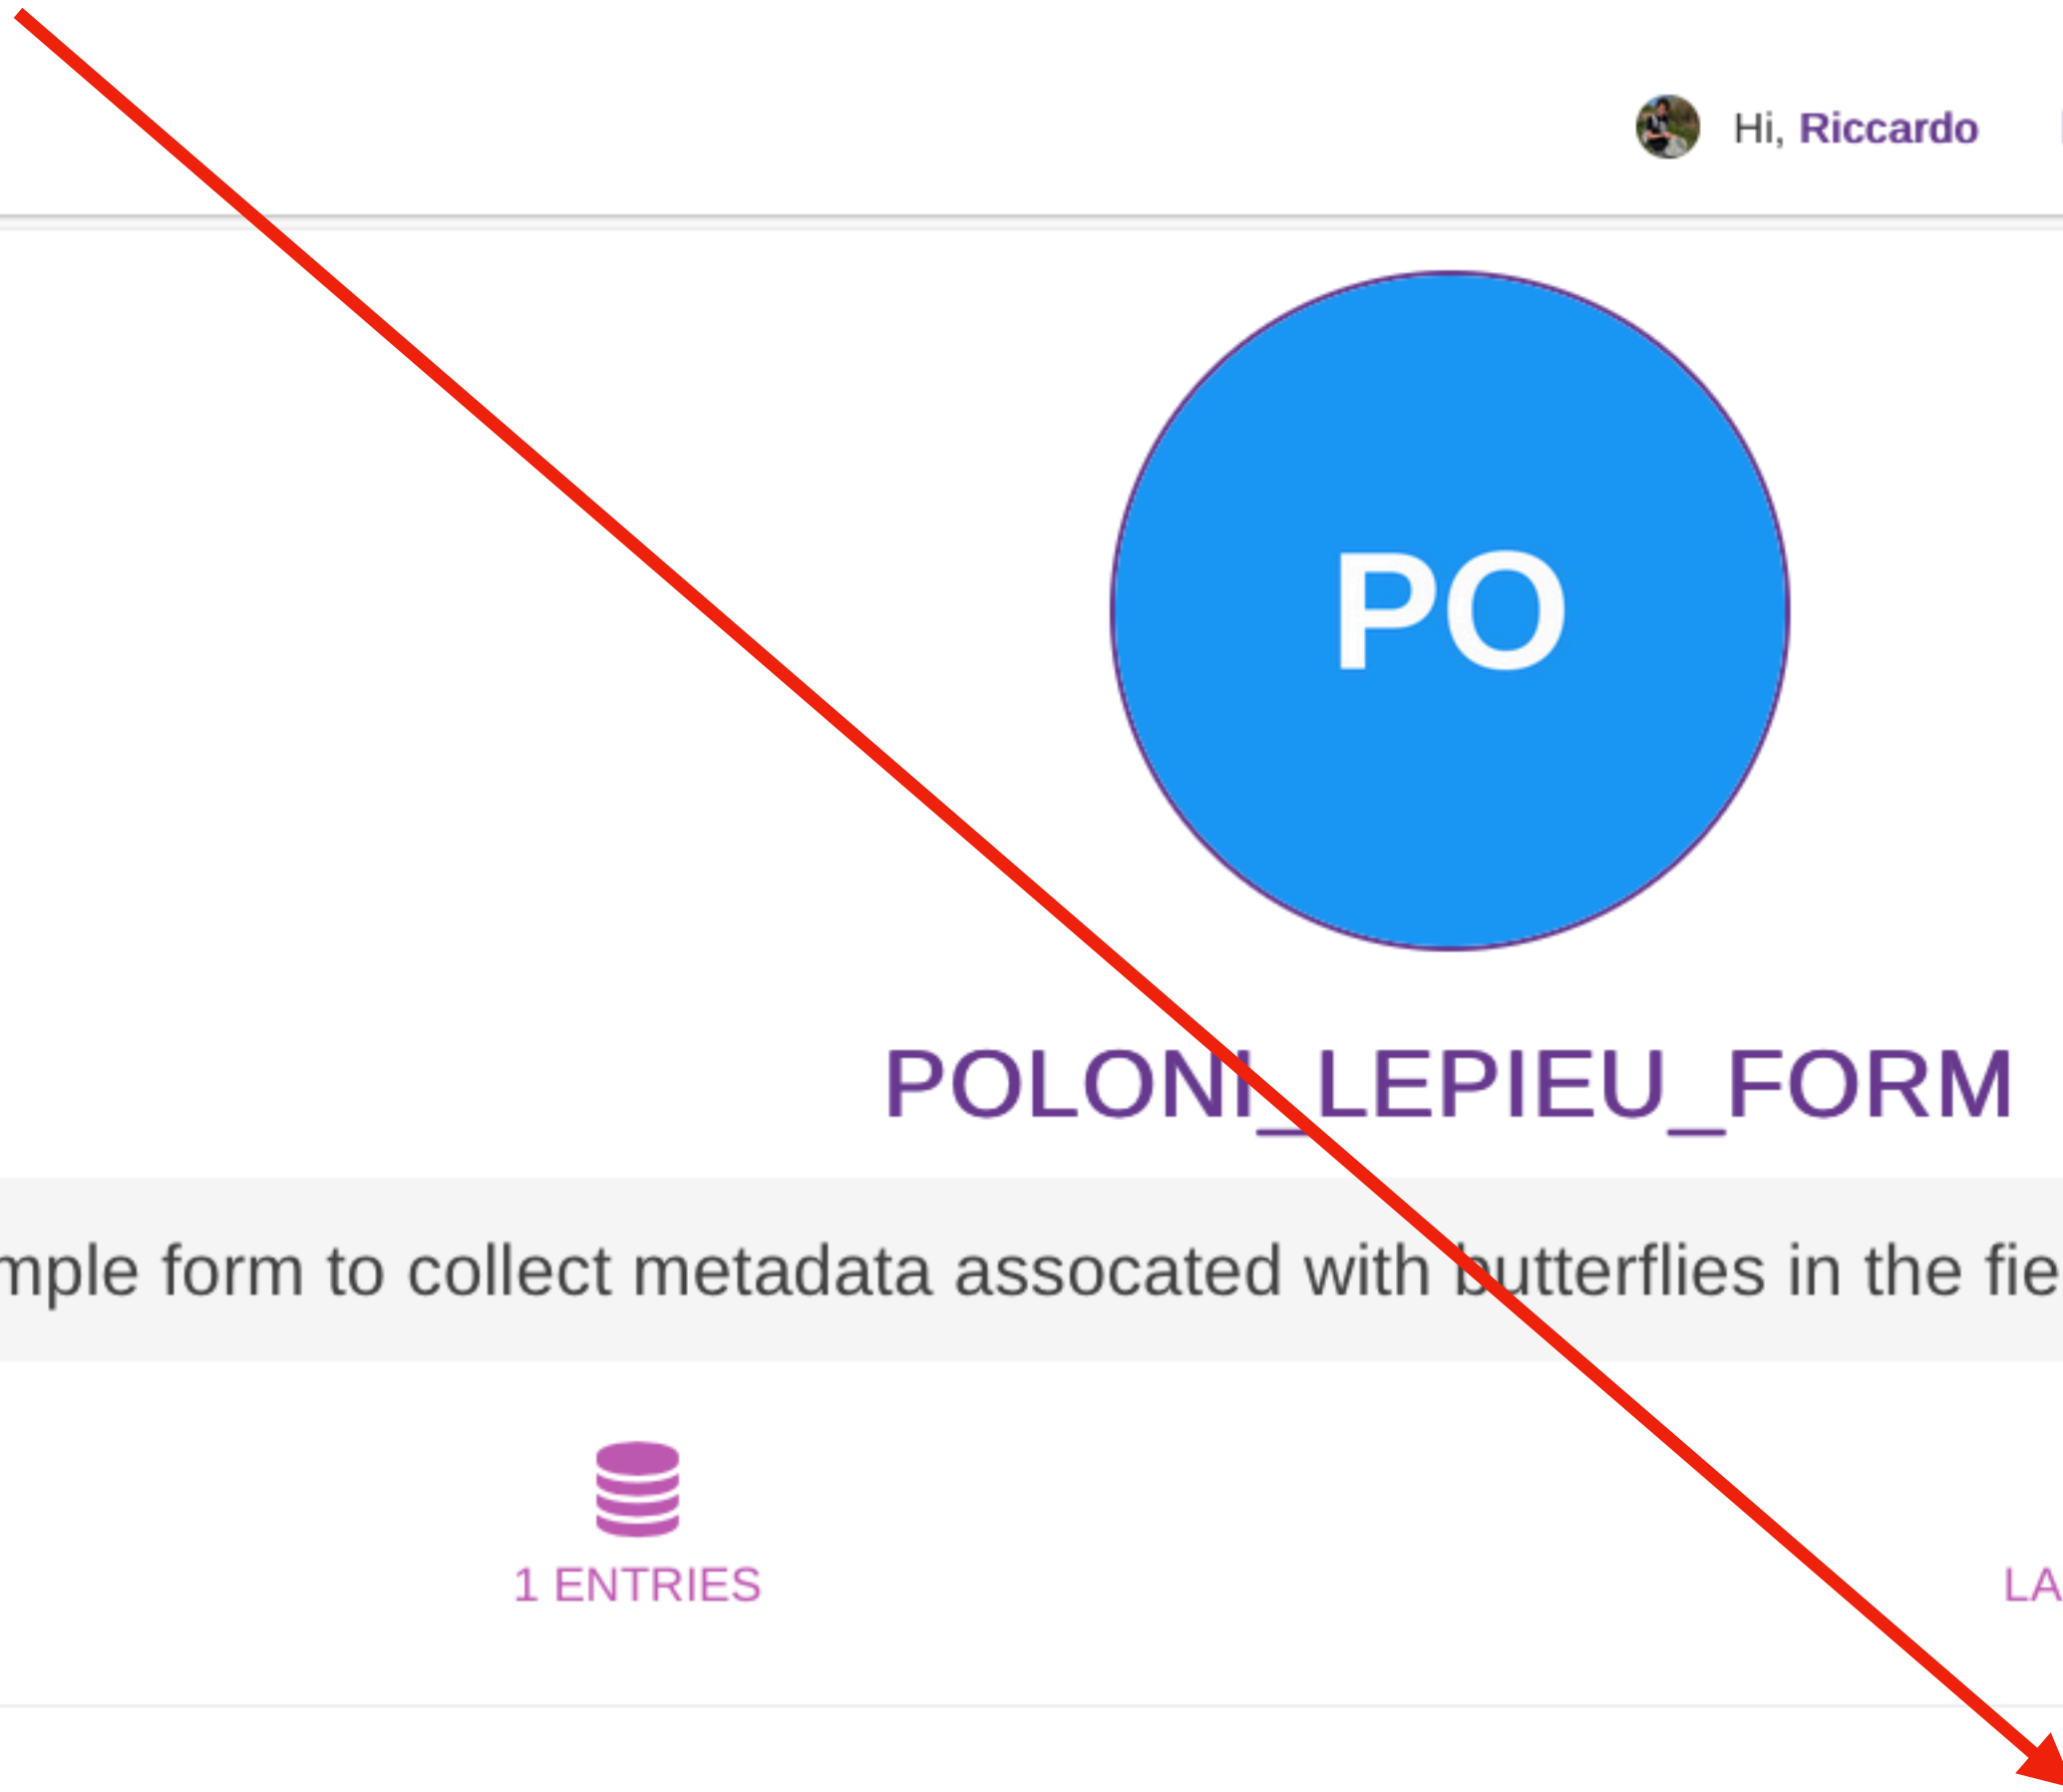 Hi, Riccardo
PO
POLONI_LEPIEU_FORM
mple form to collect metadata assocated with butterflies in the fie
1 ENTRIES
LA